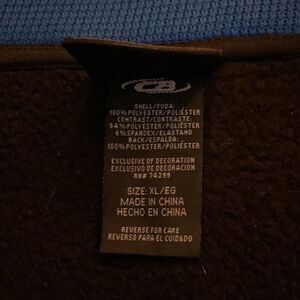 CB
SHELL/FUDA:
100% POLYESTER/POLIÉSTER
CONTRAST/CONTRASTE:
94% POLYESTER/POLIÉSTER
6% SPANDEX/ELASTANO
BACK/ESPALDA:
100% POLYESTER/POLIÉSTER
EXCLUSIVE OF DECORATION
EXCLUSIVO DE DECORACIÓN
RN# 74299
SIZE: XL/EG
MADE IN CHINA
HECHO EN CHINA
REVERSE FOR CARE
REVERSO PARA EL CUIDADO